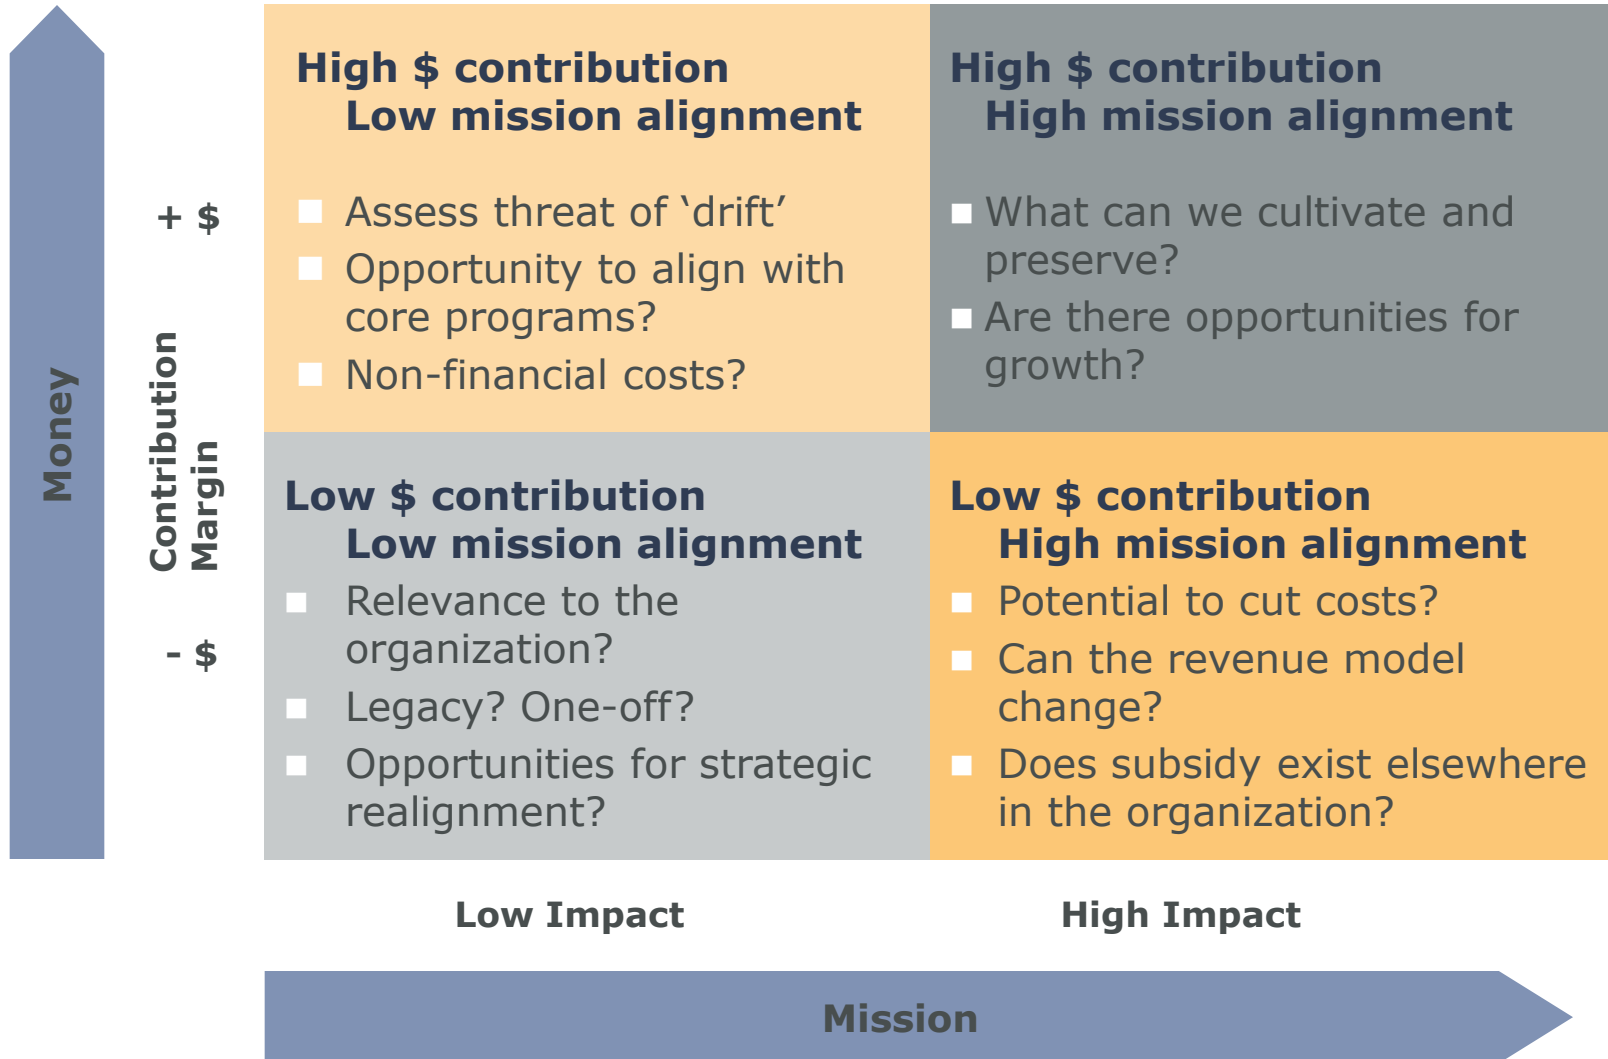 High $ contribution
Low mission alignment
Assess threat of ‘drift’
Opportunity to align with
core programs?
Non-financial costs?
High $ contribution
High mission alignment
What can we cultivate and
preserve?
Are there opportunities for
growth?
Money
+ $
Contribution
Margin
- $
Low $ contribution
Low mission alignment
Relevance to the
organization?
Legacy? One-off?
Opportunities for strategic
realignment?
Low $ contribution
High mission alignment
Potential to cut costs?
Can the revenue model
change?
Does subsidy exist elsewhere
in the organization?
Low Impact
High Impact
Mission